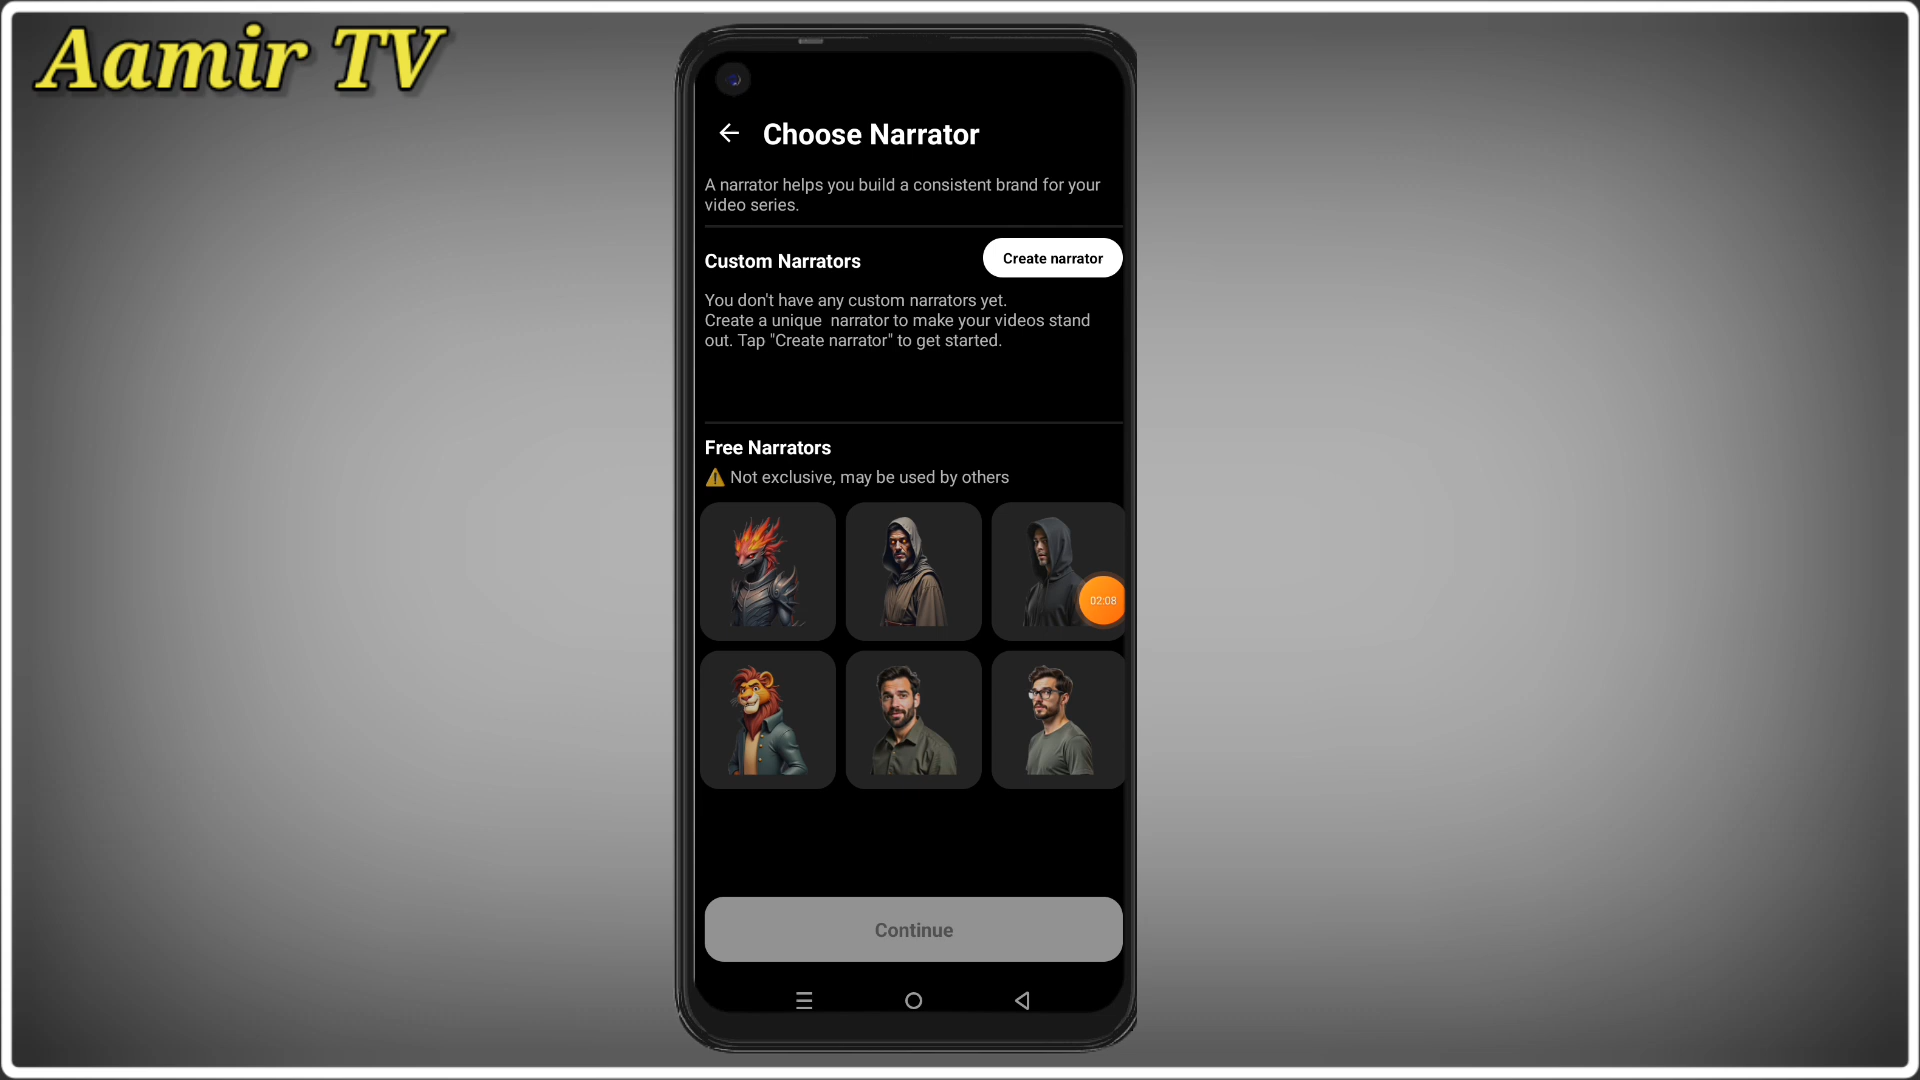 Aamir TV
Choose Narrator
A narrator helps you build a consistent brand for your
video series.
Custom Narrators
Create narrator
You don't have any custom narrators yet.
Create a unique  narrator to make your videos stand
out. Tap "Create narrator" to get started.
Free Narrators
⚠️ Not exclusive, may be used by others
02:08
Continue